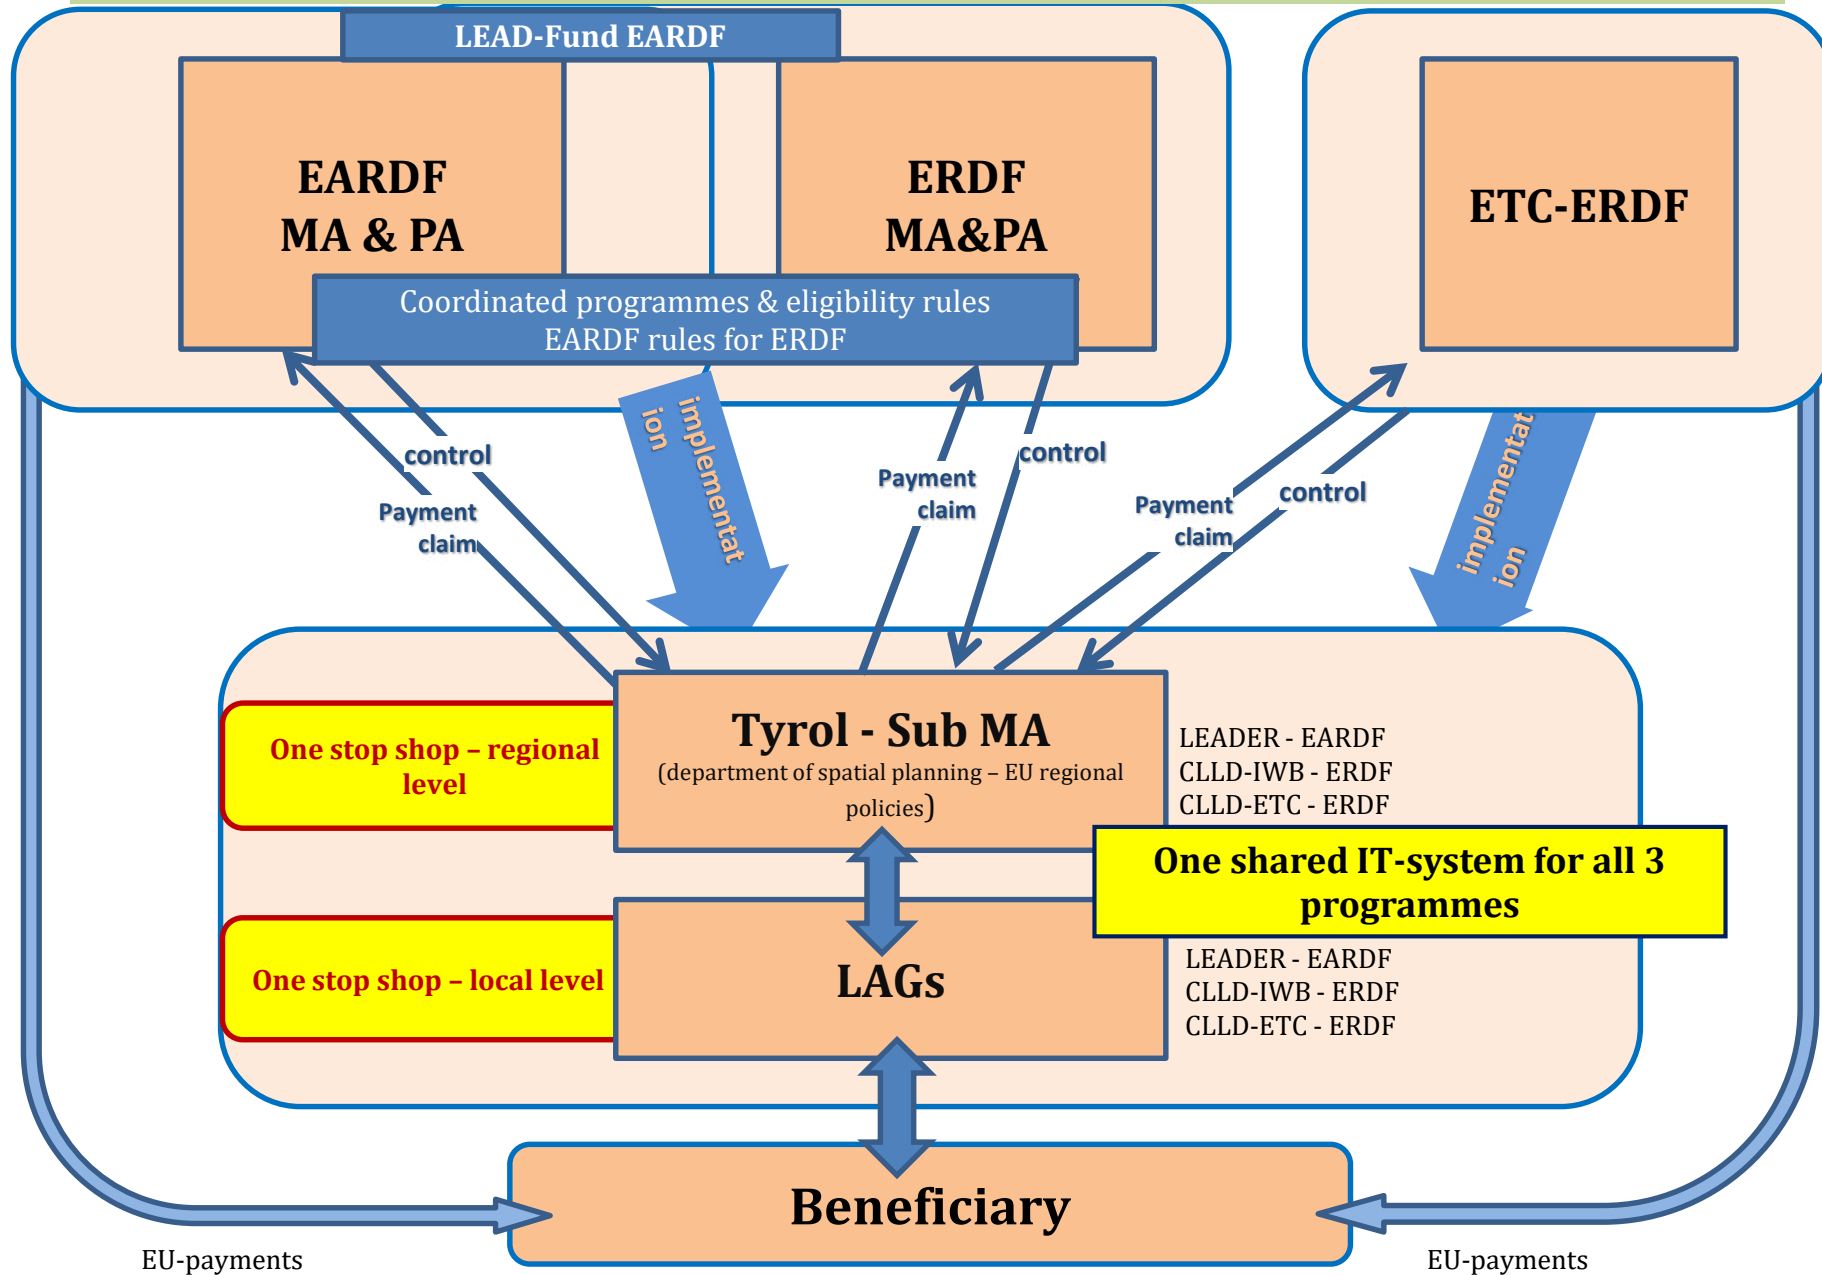 LEAD-Fund EARDF
EARDF
MA & PA
ERDF
MA&PA
ETC-ERDF
Coordinated programmes & eligibility rules
EARDF rules for ERDF
implementat
ion
implementat
ion
control
Payment
claim
Payment
claim
control
Payment
claim
control
One stop shop – regional
level
Tyrol - Sub MA
(department of spatial planning – EU regional
policies)
LEADER - EARDF
CLLD-IWB - ERDF
CLLD-ETC - ERDF
One shared IT-system for all 3
programmes
One stop shop – local level
LAGs
LEADER - EARDF
CLLD-IWB - ERDF
CLLD-ETC - ERDF
Beneficiary
EU-payments
EU-payments